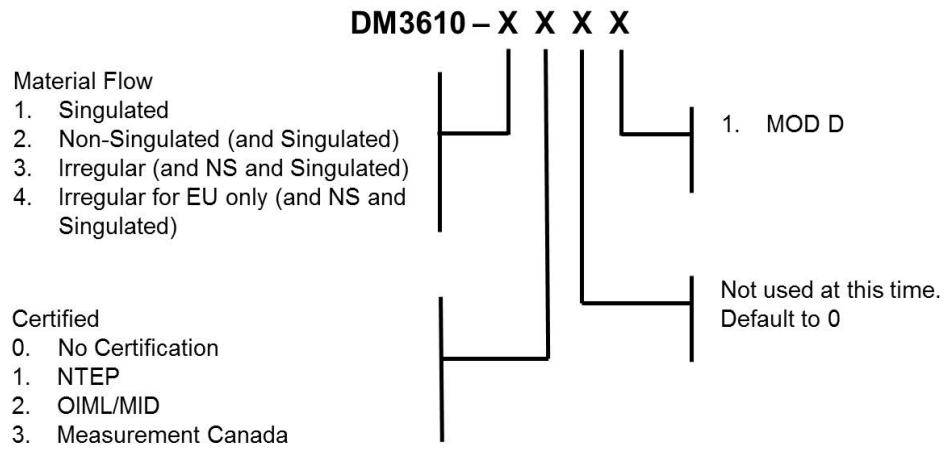 DM3610 – X X X X
Material Flow
1. Singulated
2. Non-Singulated (and Singulated)
3. Irregular (and NS and Singulated)
4. Irregular for EU only (and NS and
Singulated)
1. MOD D
Not used at this time.
Default to 0
Certified
0. No Certification
1. NTEP
2. OIML/MID
3. Measurement Canada